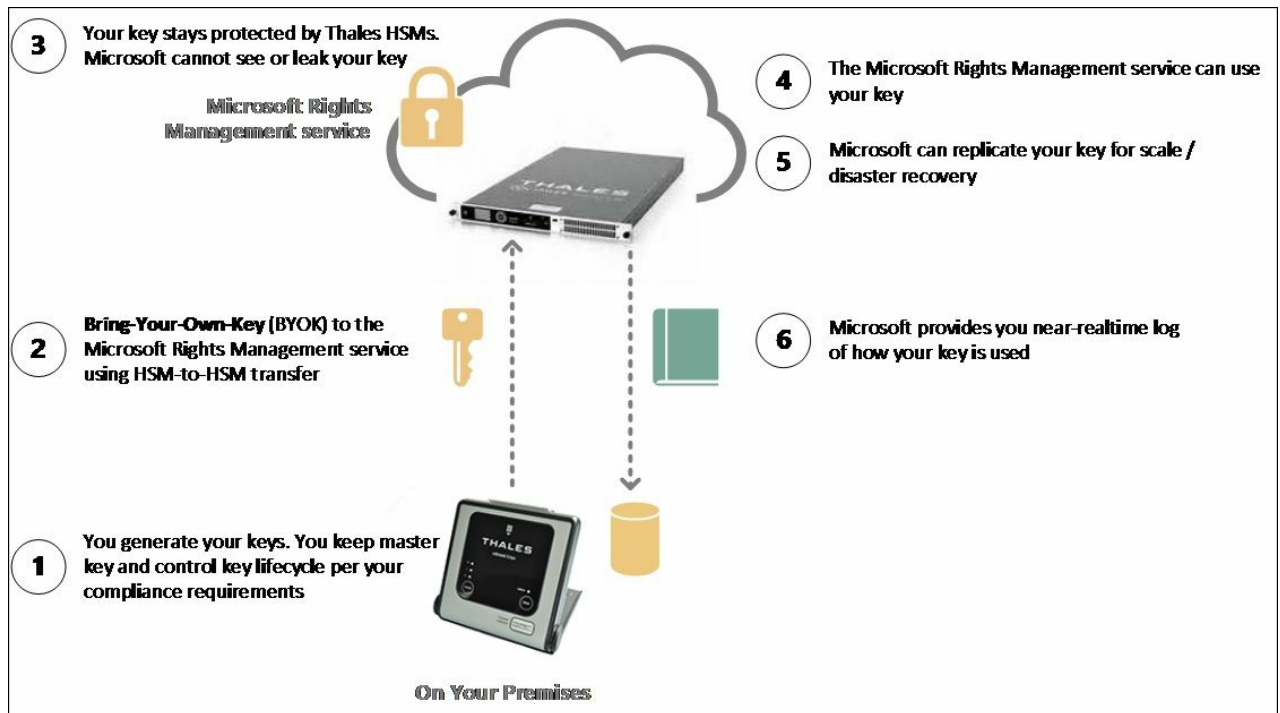 3
Your key stays protected by Thales HSMs.
Microsoft cannot see or leak your key
Microsoft Rights
Management service
THALES
4
The Microsoft Rights Management service can use
your key
5
Microsoft can replicate your key for scale /
disaster recovery
2
Bring-Your-Own-Key (BYOK) to the
Microsoft Rights Management service
using HSM-to-HSM transfer
6
Microsoft provides you near-realtime log
of how your key is used
1
You generate your keys. You keep master
key and control key lifecycle per your
compliance requirements
THALES
On Your Premises